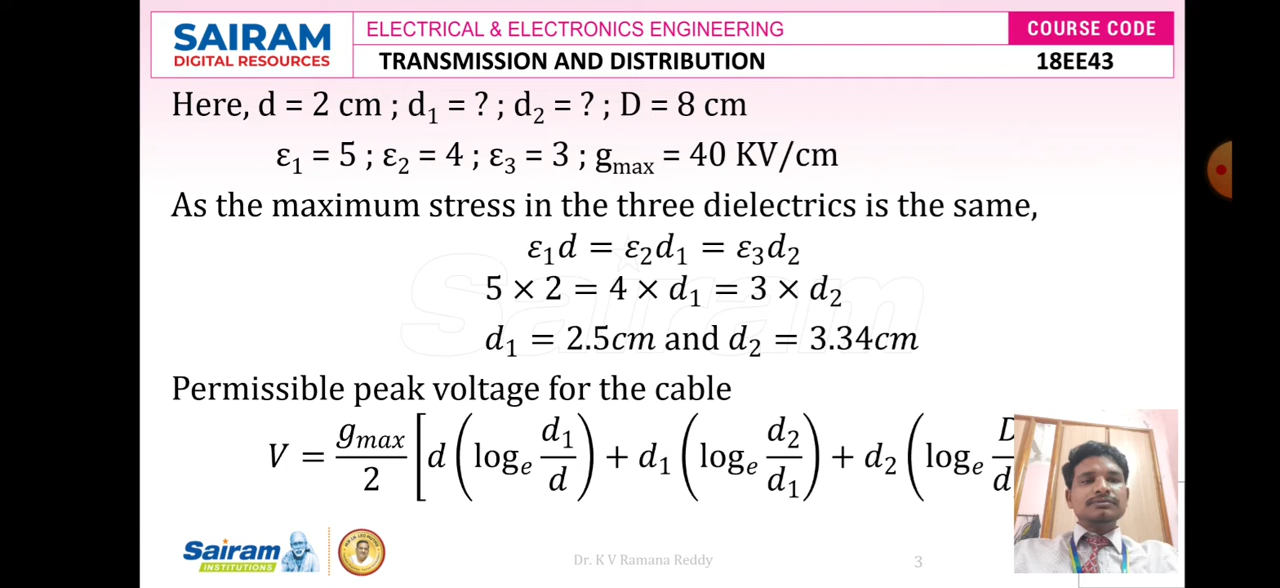 SAIRAM
DIGITAL RESOURCES
ELECTRICAL & ELECTRONICS ENGINEERING
COURSE CODE
TRANSMISSION AND DISTRIBUTION
18EE43
Here, d = 2 cm ; d₁ = ? ; d₂ = ? ; D = 8 cm
ε₁ = 5 ; ε₂ = 4 ; ε₃ = 3 ; gₘₐₓ = 40 KV/cm
As the maximum stress in the three dielectrics is the same,
ε₁d = ε₂d₁ = ε₃d₂
5 × 2 = 4 × d₁ = 3 × d₂
d₁ = 2.5cm and d₂ = 3.34cm
Permissible peak voltage for the cable
V = gₘₐₓ/2 [d (logₑ d₁/d) + d₁ (logₑ d₂/d₁) + d₂ (logₑ D/d
Sairam
INSTITUTIONS
Dr. K V Ramana Reddy
3
Sairam